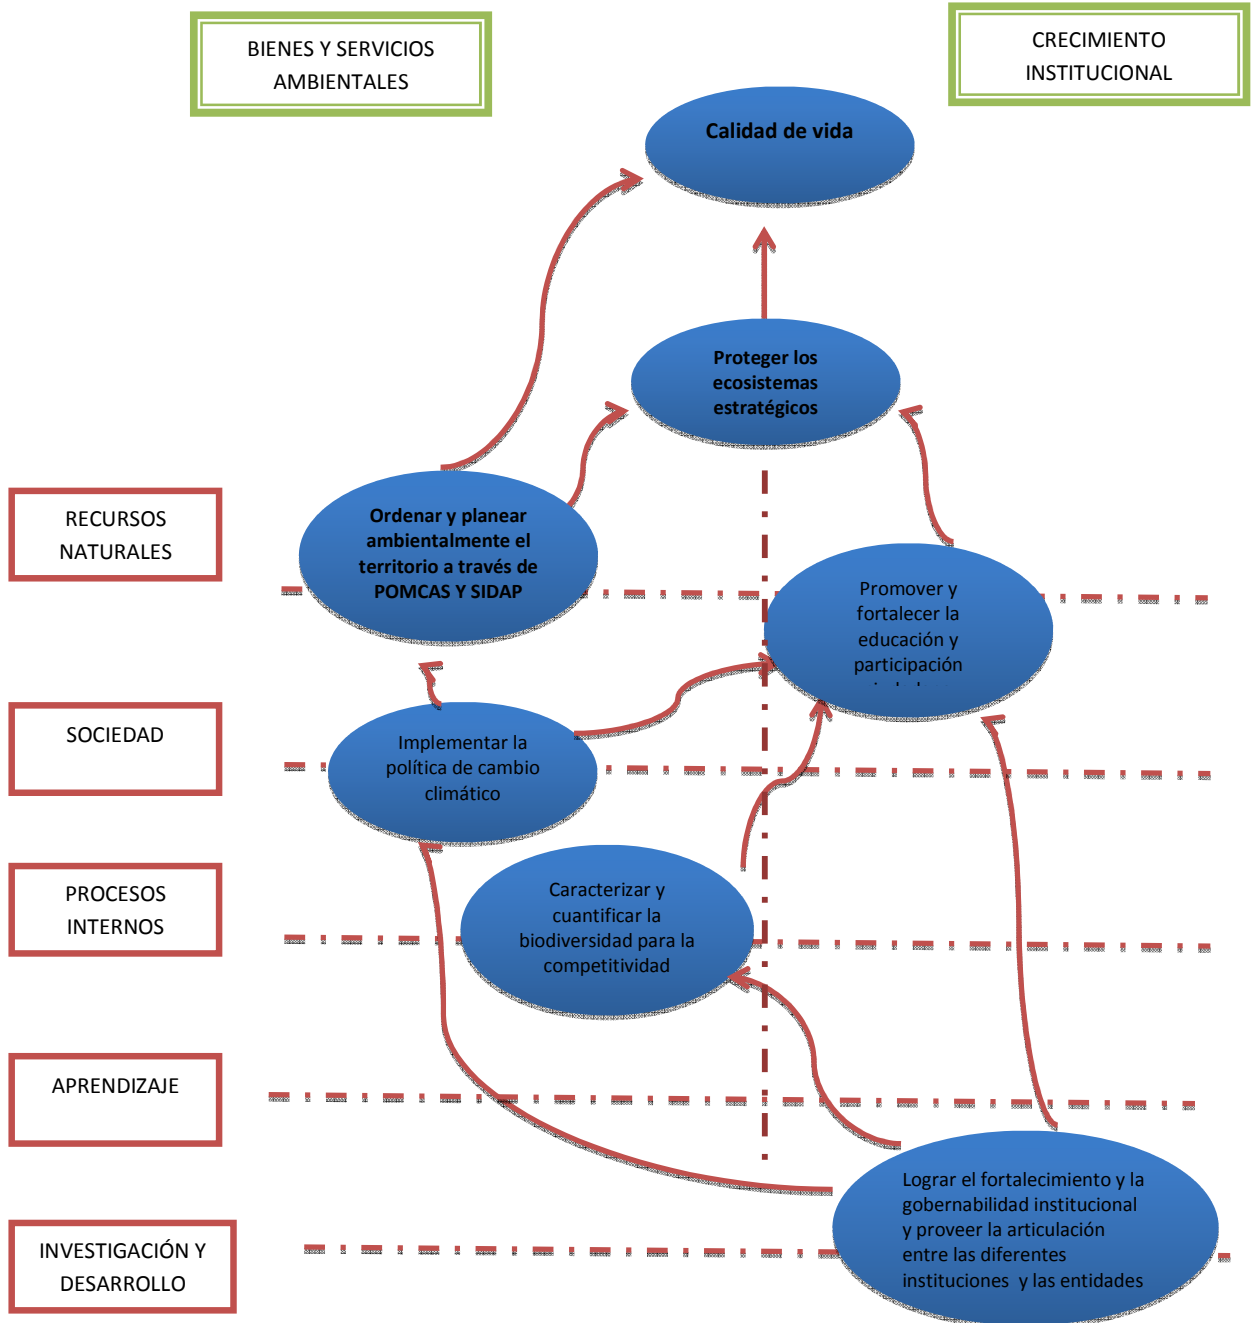 BIENES Y SERVICIOS
AMBIENTALES
CRECIMIENTO
INSTITUCIONAL
Calidad de vida
Proteger los
ecosistemas
estratégicos
RECURSOS
NATURALES
Ordenar y planear
ambientalmente el
territorio a través de
POMCAS Y SIDAP
Promover y
fortalecer la
educación y
participación
SOCIEDAD
Implementar la
política de cambio
climático
PROCESOS
INTERNOS
Caracterizar y
cuantificar la
biodiversidad para la
competitividad
APRENDIZAJE
Lograr el fortalecimiento y la
gobernabilidad institucional
y proveer la articulación
entre las diferentes
instituciones y las entidades
INVESTIGACIÓN Y
DESARROLLO